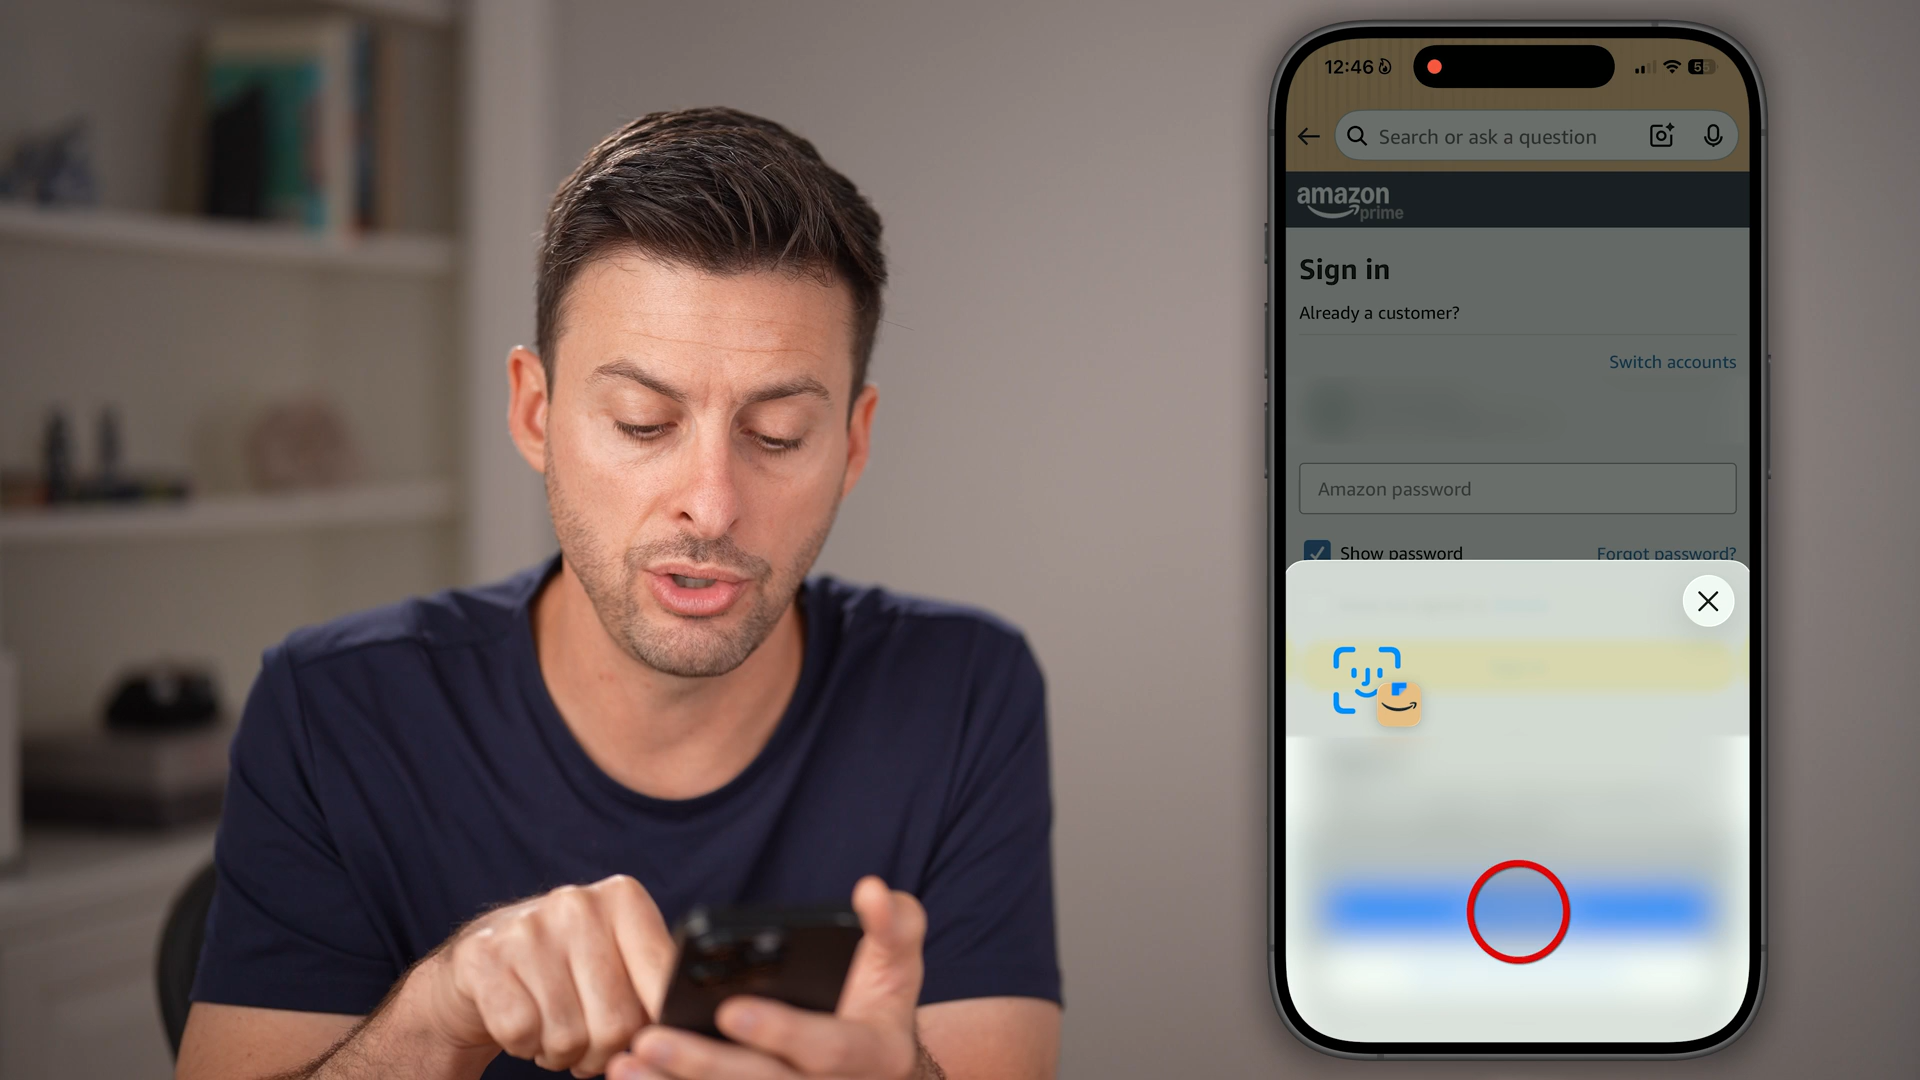 12:46
55
Search or ask a question
amazon
prime
Sign in
Already a customer?
Switch accounts
Amazon password
Show password
Forgot password?